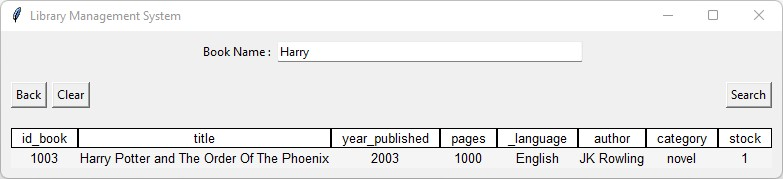 Library Management System
Book Name : Harry
Back Clear Search
id_book title year_published pages _language author category stock
1003 Harry Potter and The Order Of The Phoenix 2003 1000 English JK Rowling novel 1